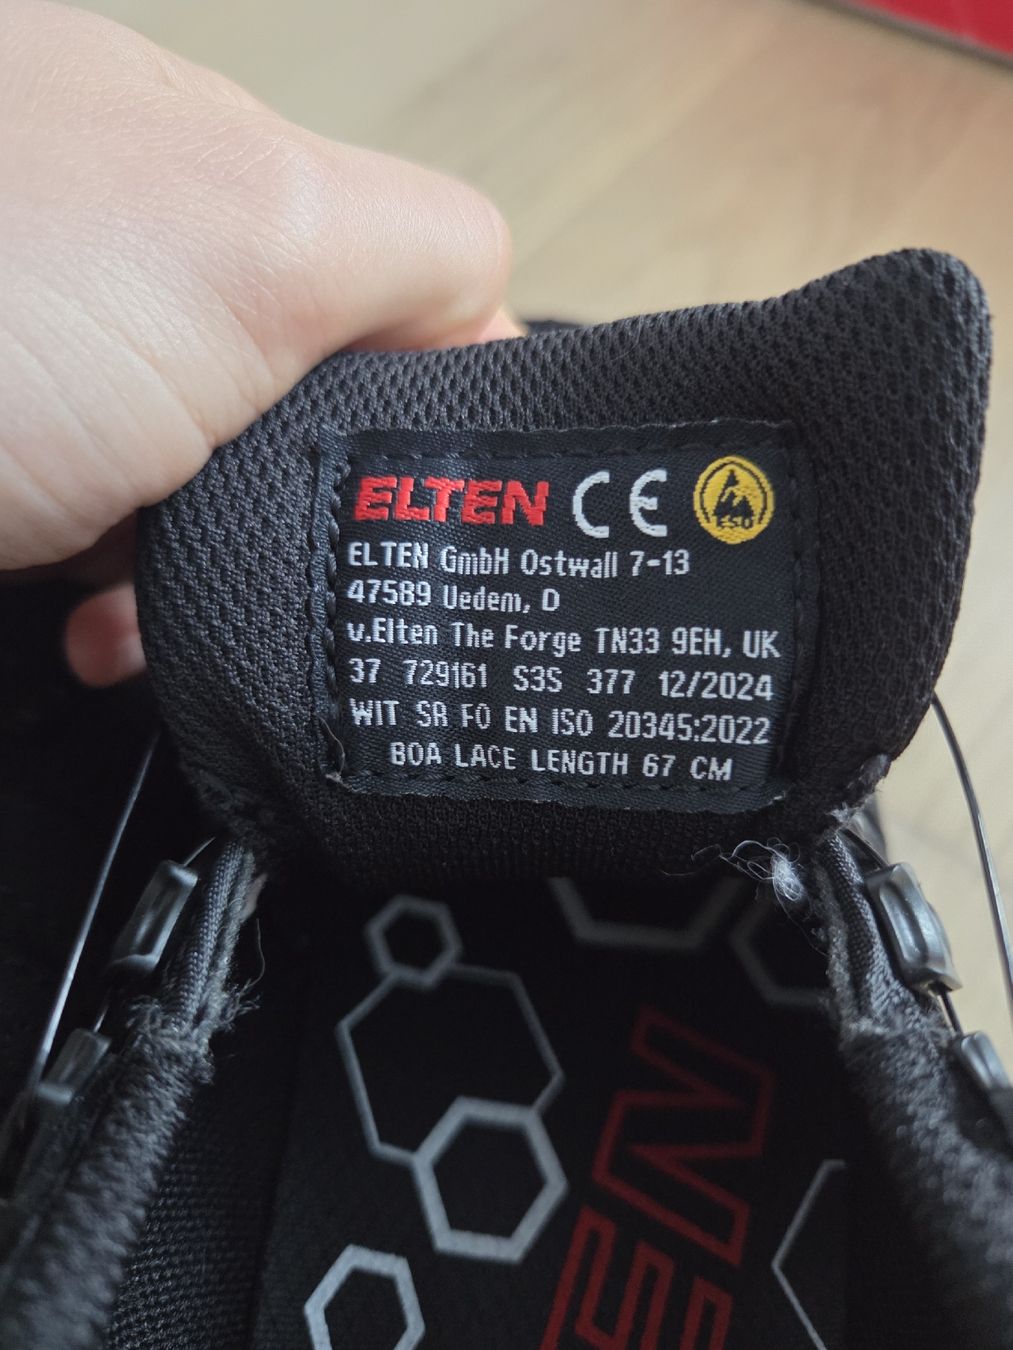 ELTEN CE ESD
ELTEN GmbH Ostwall 7-13
47589 Uedem, D
v.Elten The Forge TN33 9EH, UK
37 729161 S3S 377 12/2024
WIT SR FO EN ISO 20345:2022
BOA LACE LENGTH 67 CM
EN